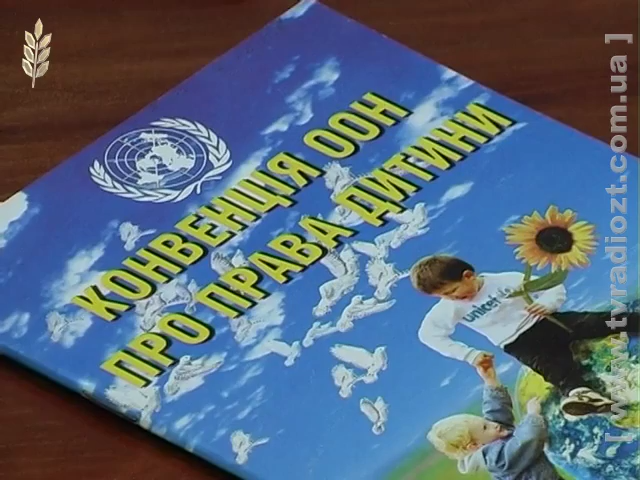 КОНВЕНЦІЯ ООН
ПРО ПРАВА ДИТИНИ
unicef
[ www.tvradiozt.com.ua ]